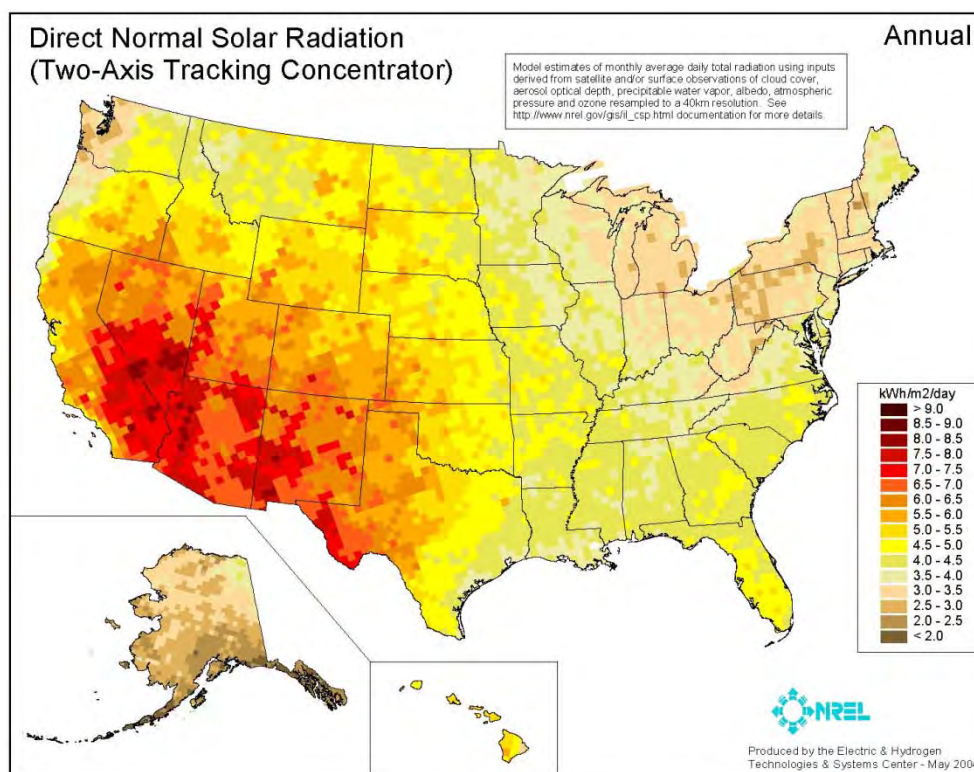 Direct Normal Solar Radiation
(Two-Axis Tracking Concentrator)
Annual
Model estimates of monthly average daily total radiation using inputs
derived from satellite and/or surface observations of cloud cover,
aerosol optical depth, precipitable water vapor, albedo, atmospheric
pressure and ozone resampled to a 40km resolution. See
http://www.nrel.gov/gis/il_csp.html documentation for more details.
kWh/m2/day
> 9.0
8.5 - 9.0
8.0 - 8.5
7.5 - 8.0
7.0 - 7.5
6.5 - 7.0
6.0 - 6.5
5.5 - 6.0
5.0 - 5.5
4.5 - 5.0
4.0 - 4.5
3.5 - 4.0
3.0 - 3.5
2.5 - 3.0
2.0 - 2.5
< 2.0
NREL
Produced by the Electric & Hydrogen
Technologies & Systems Center - May 2004